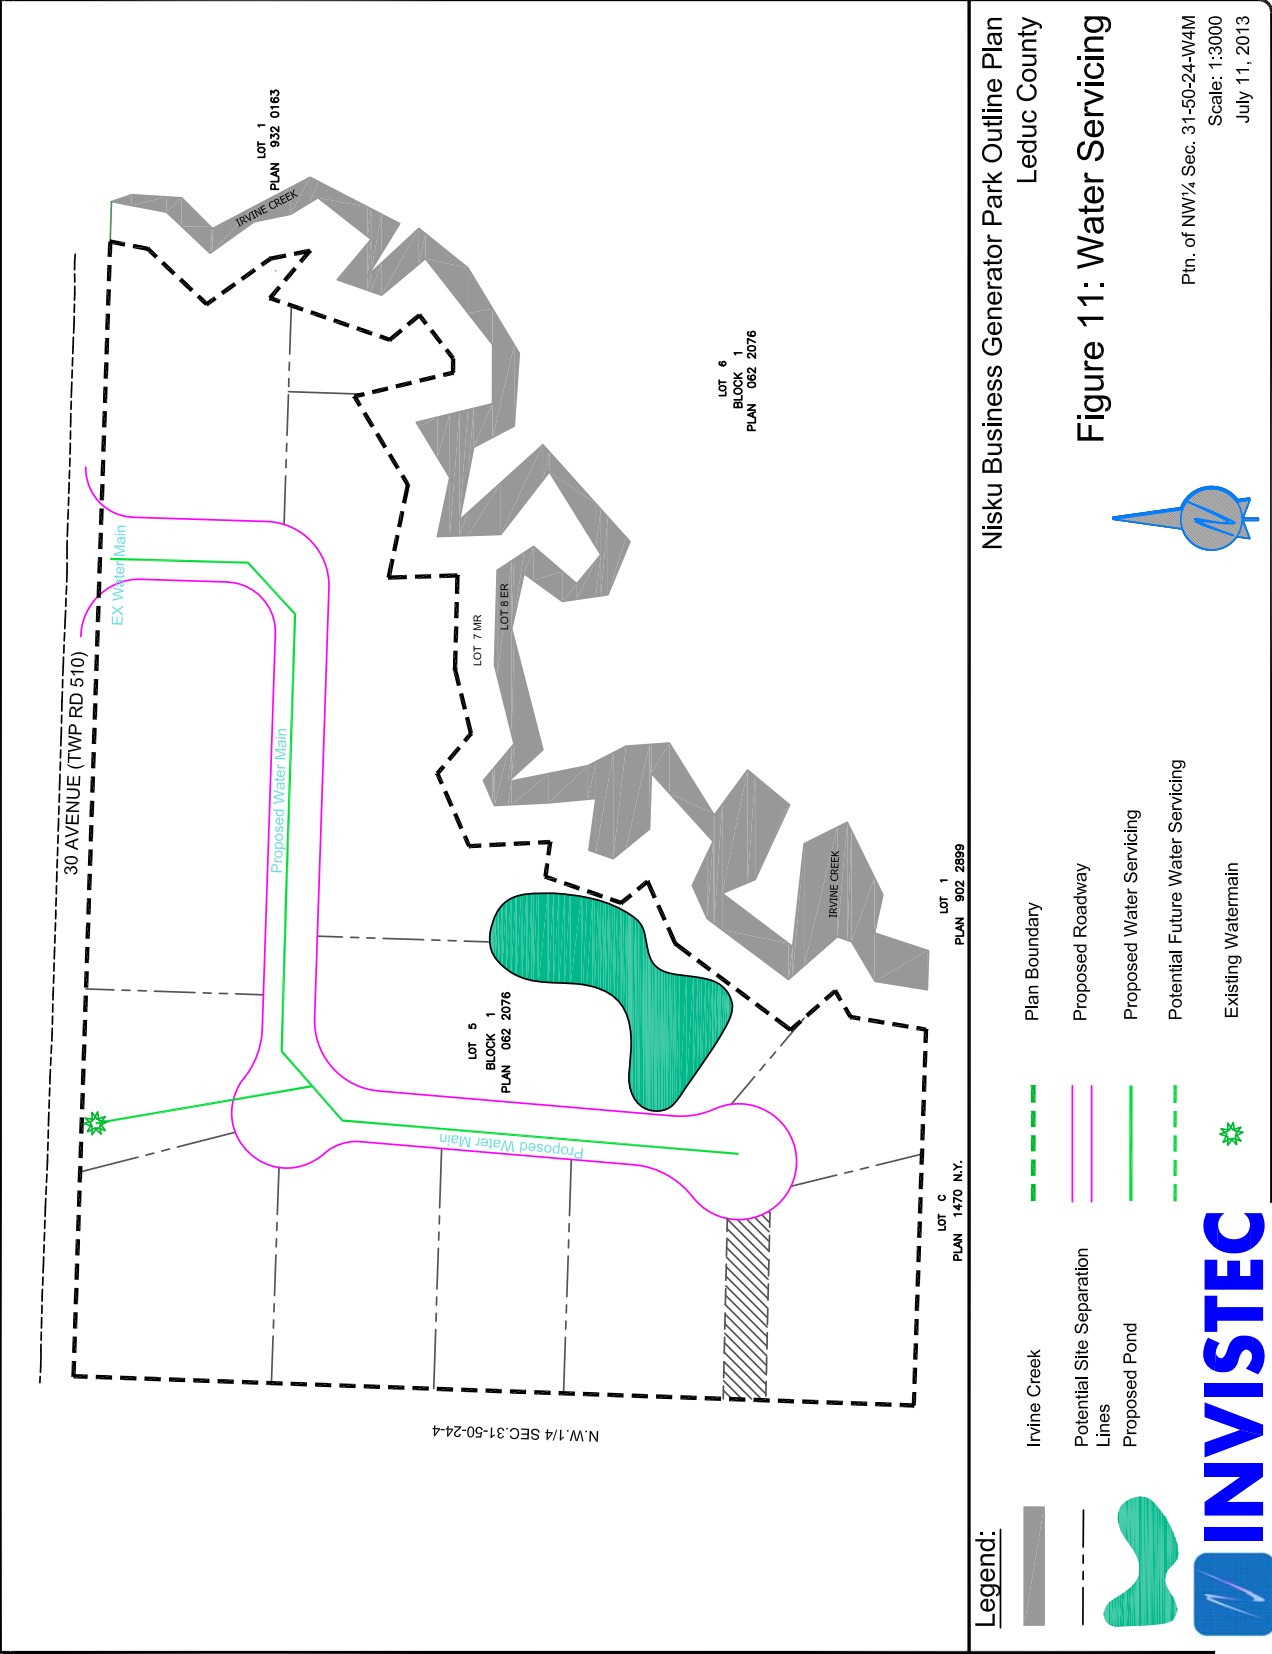 30 AVENUE (TWP RD 510)
EX Water Main
Proposed Water Main
Proposed Water Main
IRVINE CREEK
LOT 1
PLAN 932 0163
LOT 6
BLOCK 1
PLAN 062 2076
LOT 7 MR
LOT 8 ER
LOT 5
BLOCK 1
PLAN 062 2076
IRVINE CREEK
LOT 1
PLAN 902 2899
LOT C
PLAN 1470 N.Y.
N.W.1/4 SEC.31-50-24-4
Legend:
Irvine Creek
Potential Site Separation
Lines
Proposed Pond
Plan Boundary
Proposed Roadway
Proposed Water Servicing
Potential Future Water Servicing
Existing Watermain
Nisku Business Generator Park Outline Plan
Leduc County
Figure 11: Water Servicing
Ptn. of NW¼ Sec. 31-50-24-W4M
Scale: 1:3000
July 11, 2013
INVISTEC